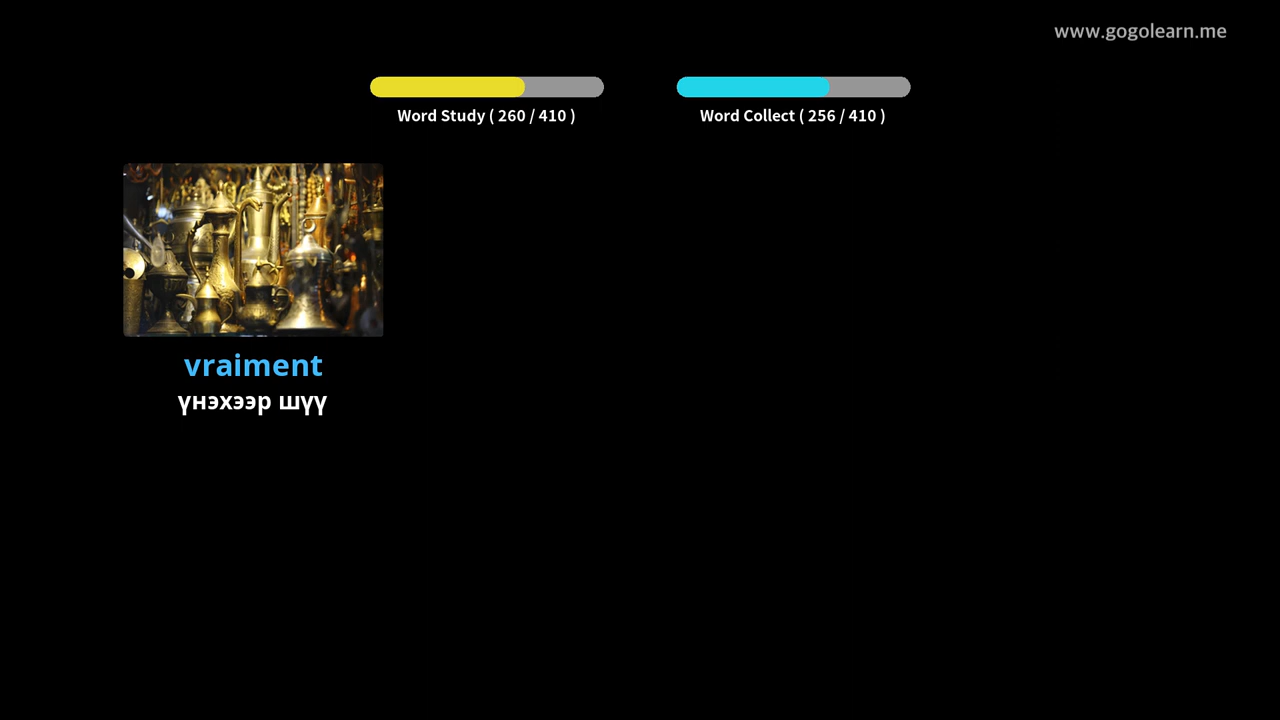 www.gogolearn.me
Word Study ( 260 / 410 )
Word Collect ( 256 / 410 )
vraiment
үнэхээр шүү